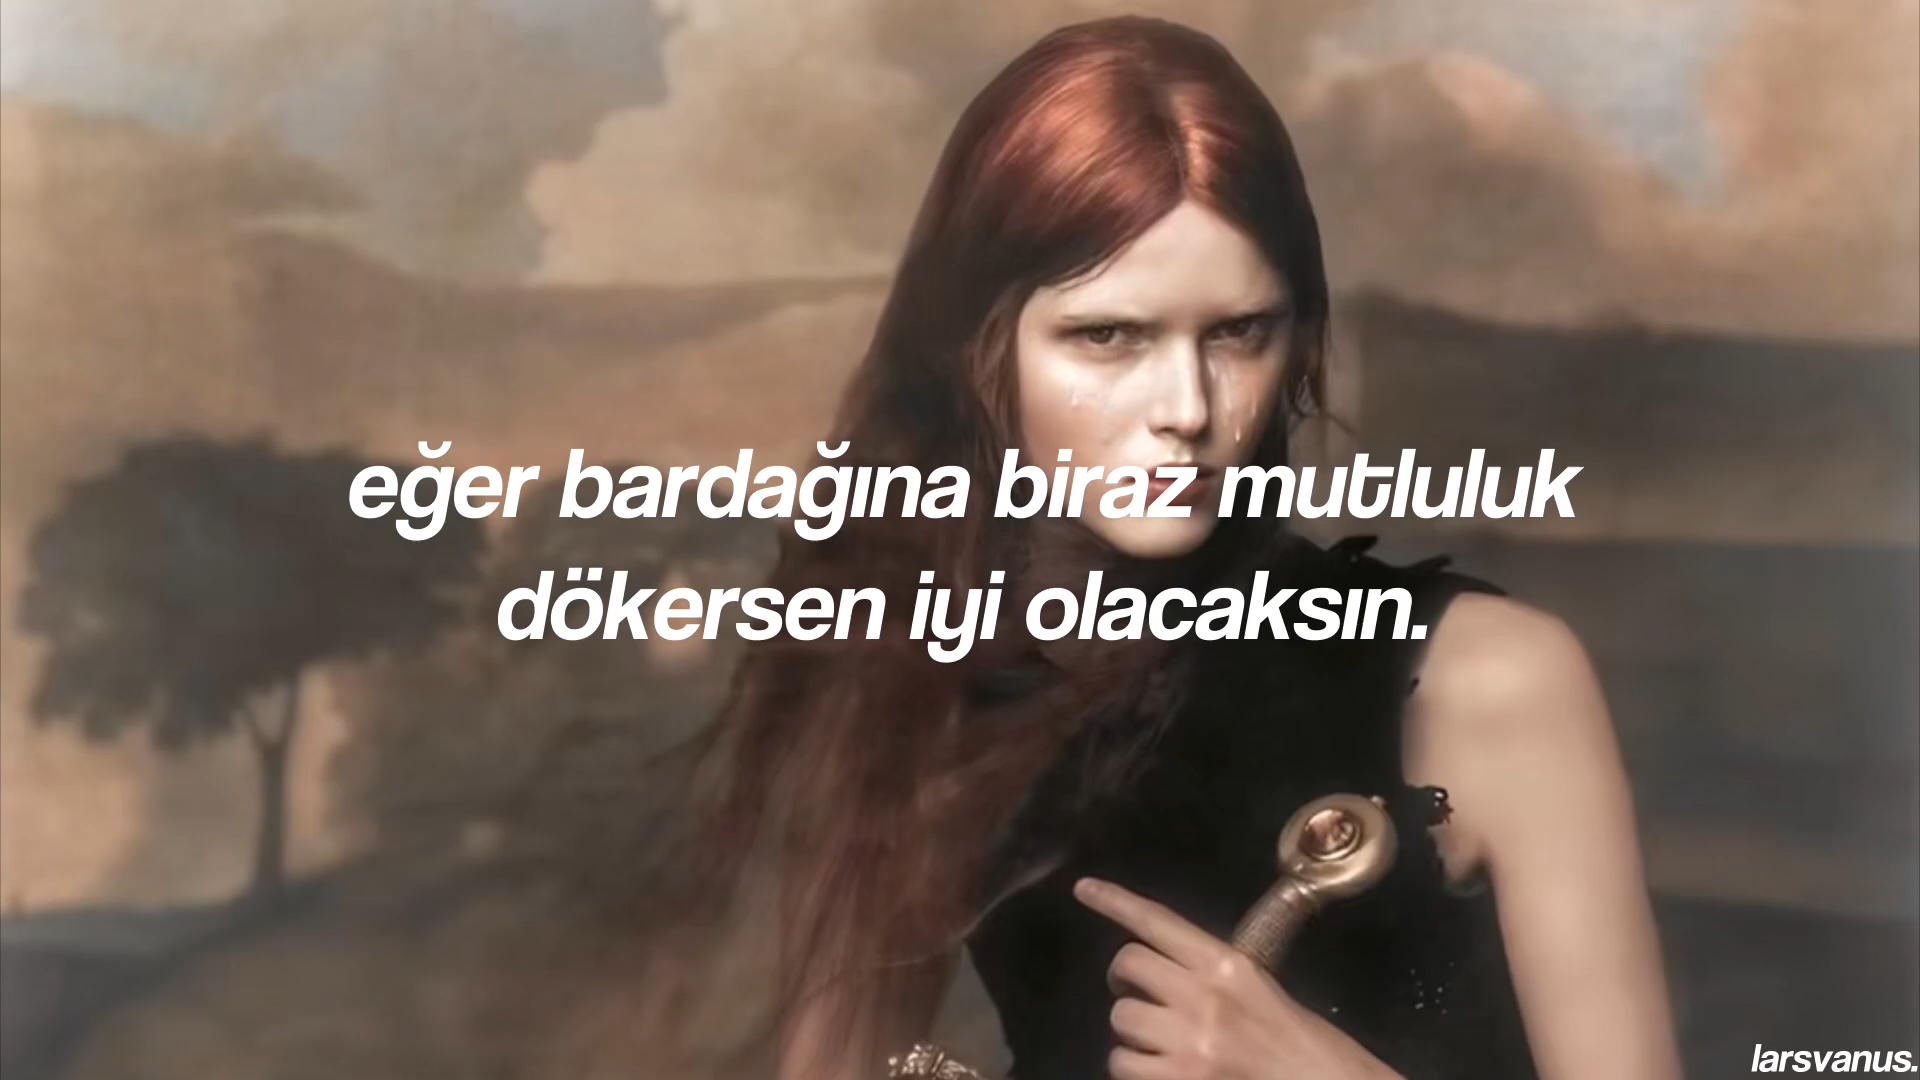 eğer bardağına biraz mutluluk
dökersen iyi olacaksın.
larsvanus.